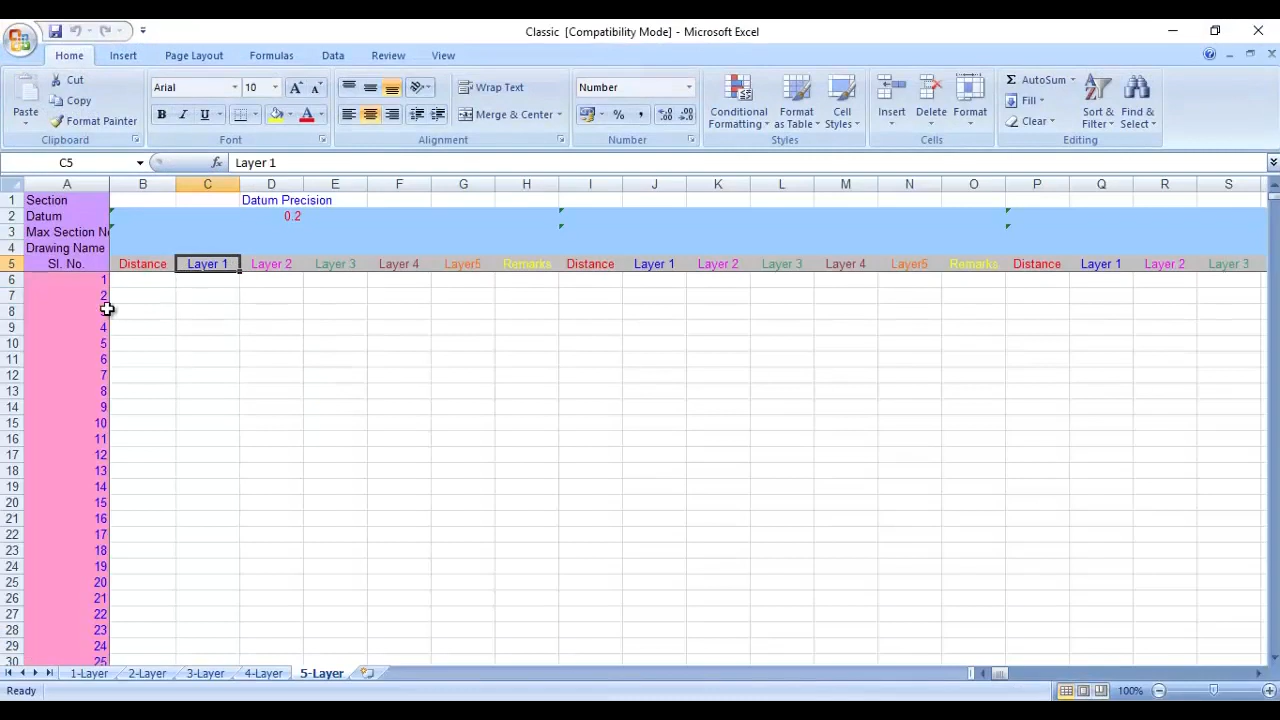 Classic [Compatibility Mode] - Microsoft Excel
Home Insert Page Layout Formulas Data Review View
Paste Cut Copy Format Painter Clipboard
Arial 10 B I U Font
Wrap Text Merge & Center Alignment
Number % , Number
Conditional Formatting Format as Table Cell Styles Styles
Insert Delete Format Cells
Σ AutoSum Fill Clear Sort & Filter Find & Select Editing
C5 fx Layer 1
A B C D E F G H I J K L M N O P Q R S
1 Section Datum Precision
2 Datum 0.2
3 Max Section No
4 Drawing Name
5 Sl. No. Distance Layer 1 Layer 2 Layer 3 Layer 4 Layer5 Remarks Distance Layer 1 Layer 2 Layer 3 Layer 4 Layer5 Remarks Distance Layer 1 Layer 2 Layer 3
6 1
7 2
8
9 4
10 5
11 6
12 7
13 8
14 9
15 10
16 11
17 12
18 13
19 14
20 15
21 16
22 17
23 18
24 19
25 20
26 21
27 22
28 23
29 24
30 25
1-Layer 2-Layer 3-Layer 4-Layer 5-Layer
Ready 100%